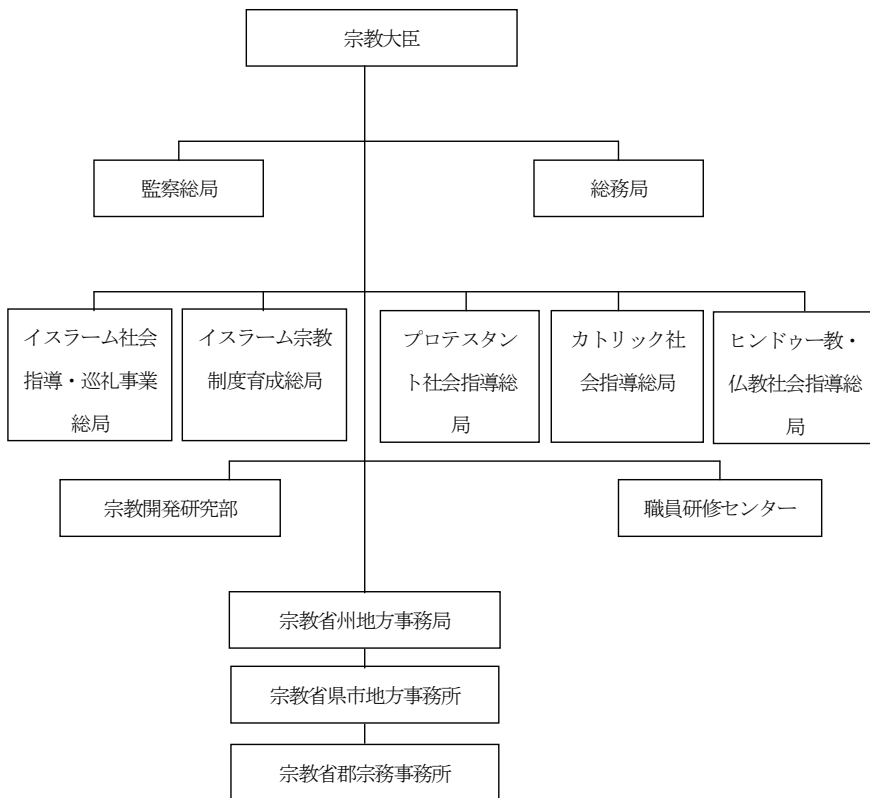 宗教大臣
監察総局
総務局
イスラーム社会
指導・巡礼事業
総局
イスラーム宗教
制度育成総局
プロテスタン
ト社会指導総
局
カトリック社
会指導総局
ヒンドゥー教・
仏教社会指導総
局
宗教開発研究部
職員研修センター
宗教省州地方事務局
宗教省県市地方事務所
宗教省郡宗務事務所